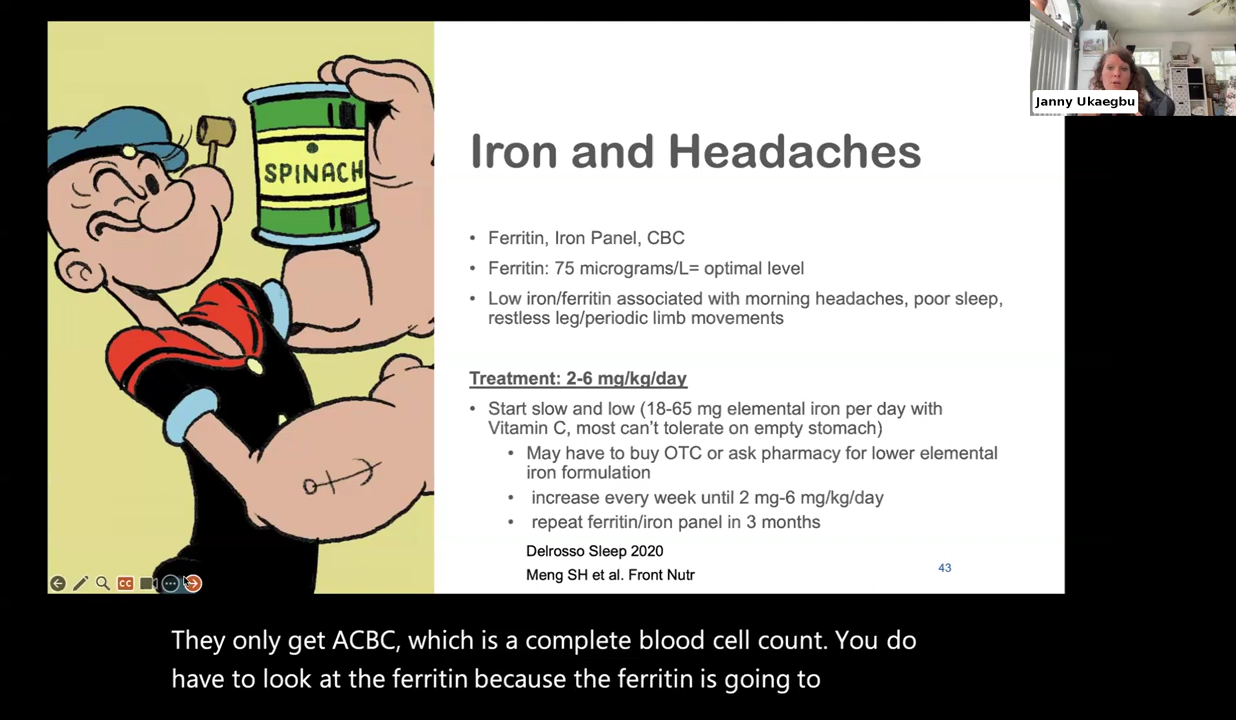 Janny Ukaegbu
SPINACH
Iron and Headaches
• Ferritin, Iron Panel, CBC
• Ferritin: 75 micrograms/L= optimal level
• Low iron/ferritin associated with morning headaches, poor sleep,
restless leg/periodic limb movements
Treatment: 2-6 mg/kg/day
• Start slow and low (18-65 mg elemental iron per day with
Vitamin C, most can't tolerate on empty stomach)
• May have to buy OTC or ask pharmacy for lower elemental
iron formulation
• increase every week until 2 mg-6 mg/kg/day
• repeat ferritin/iron panel in 3 months
Delrosso Sleep 2020
Meng SH et al. Front Nutr
43
CC
They only get ACBC, which is a complete blood cell count. You do
have to look at the ferritin because the ferritin is going to